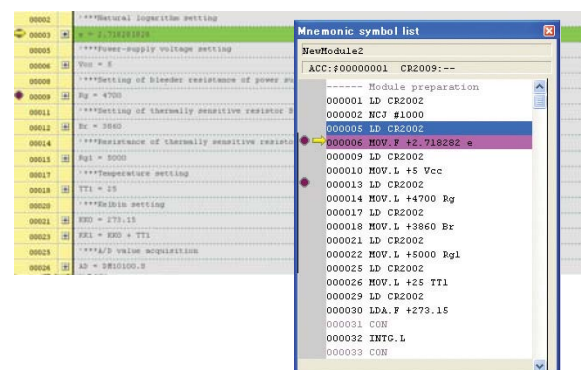 00002 '***Natural logarithm setting
00003 e = 2.718281828
00005 '***Power-supply voltage setting
00006 Vcc = 5
00008 '***Setting of bleeder resistance of power su
00009 Rg = 4700
00011 '***Setting of thermally sensitive resistor B
00012 Br = 3860
00014 '***Resistance of thermally sensitive resisto
00015 Rg1 = 5000
00017 '***Temperature setting
00018 TT1 = 25
00020 '***Kelbin setting
00021 KK0 = 273.15
00023 KK1 = KK0 + TT1
00025 '***A/D value acquisition
00026 AD = DM10100.S
Mnemonic symbol list
NewModule2
ACC:$00000001 CR2009:--
------ Module preparation
000001 LD CR2002
000002 NCJ #1000
000005 LD CR2002
000006 MOV.F +2.718282 e
000009 LD CR2002
000010 MOV.L +5 Vcc
000013 LD CR2002
000014 MOV.L +4700 Rg
000017 LD CR2002
000018 MOV.L +3860 Br
000021 LD CR2002
000022 MOV.L +5000 Rg1
000025 LD CR2002
000026 MOV.L +25 TT1
000029 LD CR2002
000030 LDA.F +273.15
000031 CON
000032 INTG.L
000033 CON